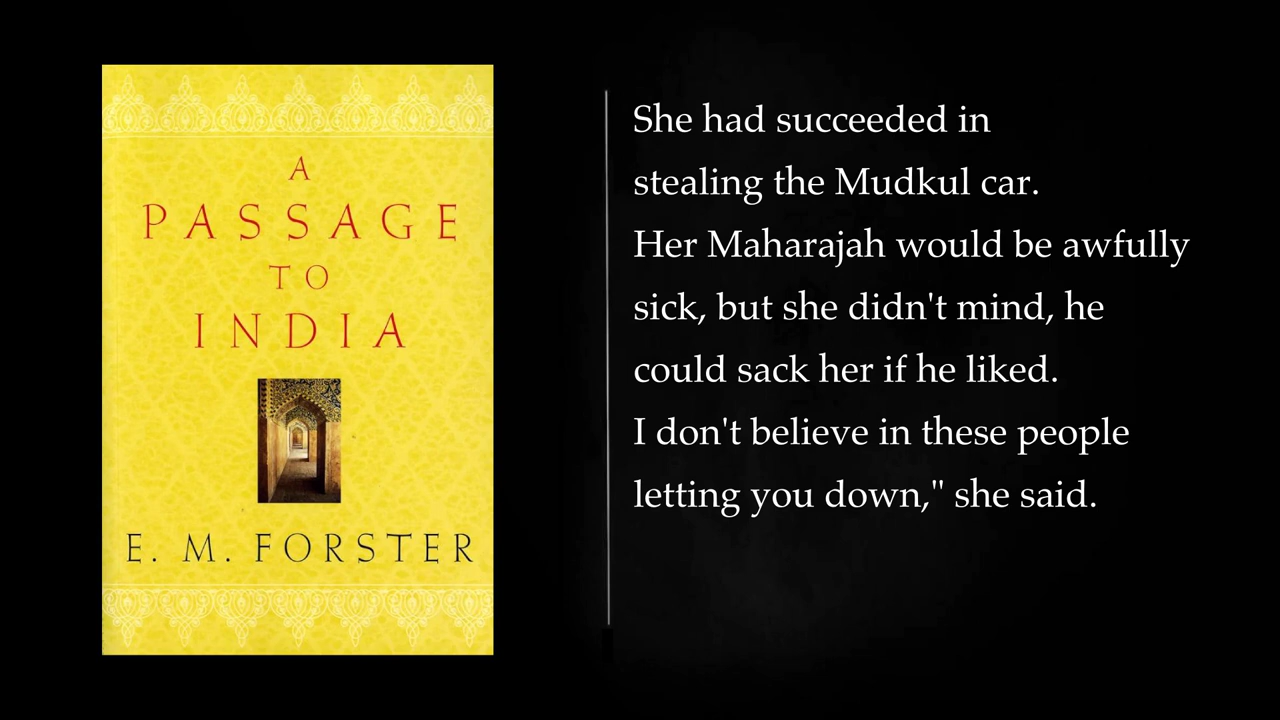 A
PASSAGE
TO
INDIA
E. M. FORSTER
She had succeeded in
stealing the Mudkul car.
Her Maharajah would be awfully
sick, but she didn't mind, he
could sack her if he liked.
I don't believe in these people
letting you down," she said.